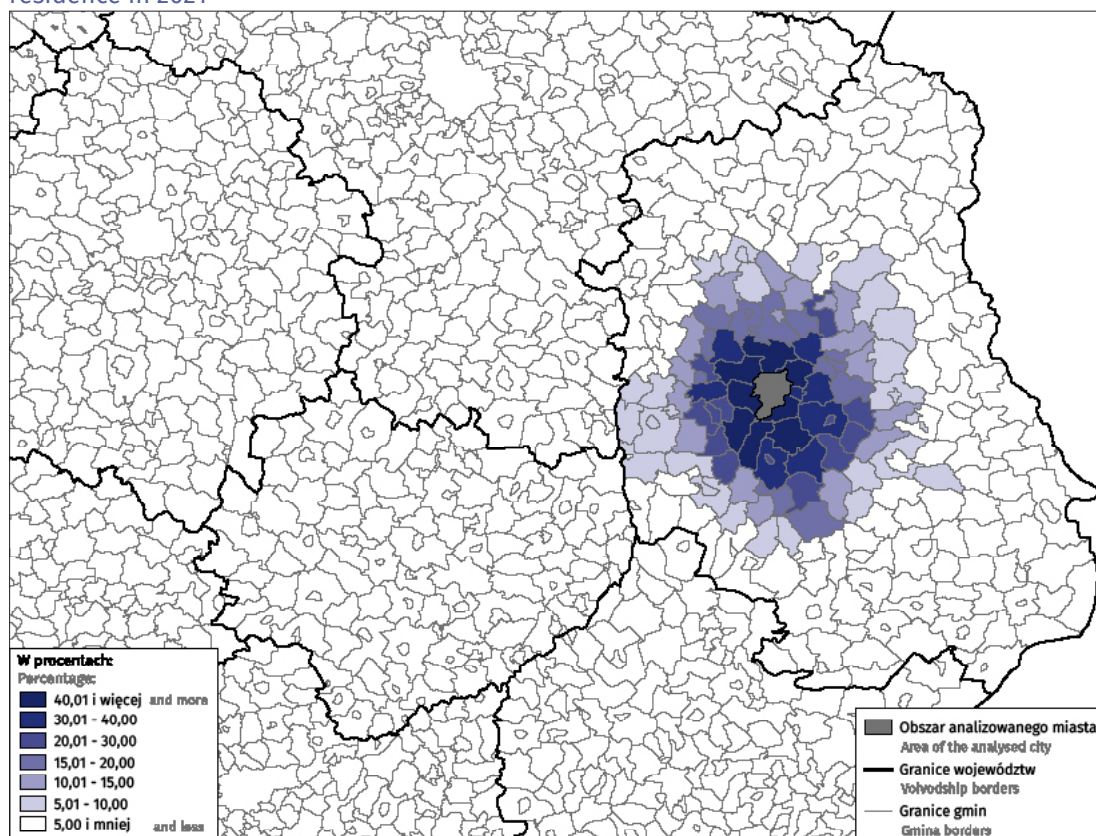 residence in 2021
W procentach:
Percentage:
40,01 i więcej and more
30,01 - 40,00
20,01 - 30,00
15,01 - 20,00
10,01 - 15,00
5,01 - 10,00
5,00 i mniej and less
Obszar analizowanego miasta
Area of the analysed city
Granice województw
Voivodship borders
Granice gmin
Gmina borders